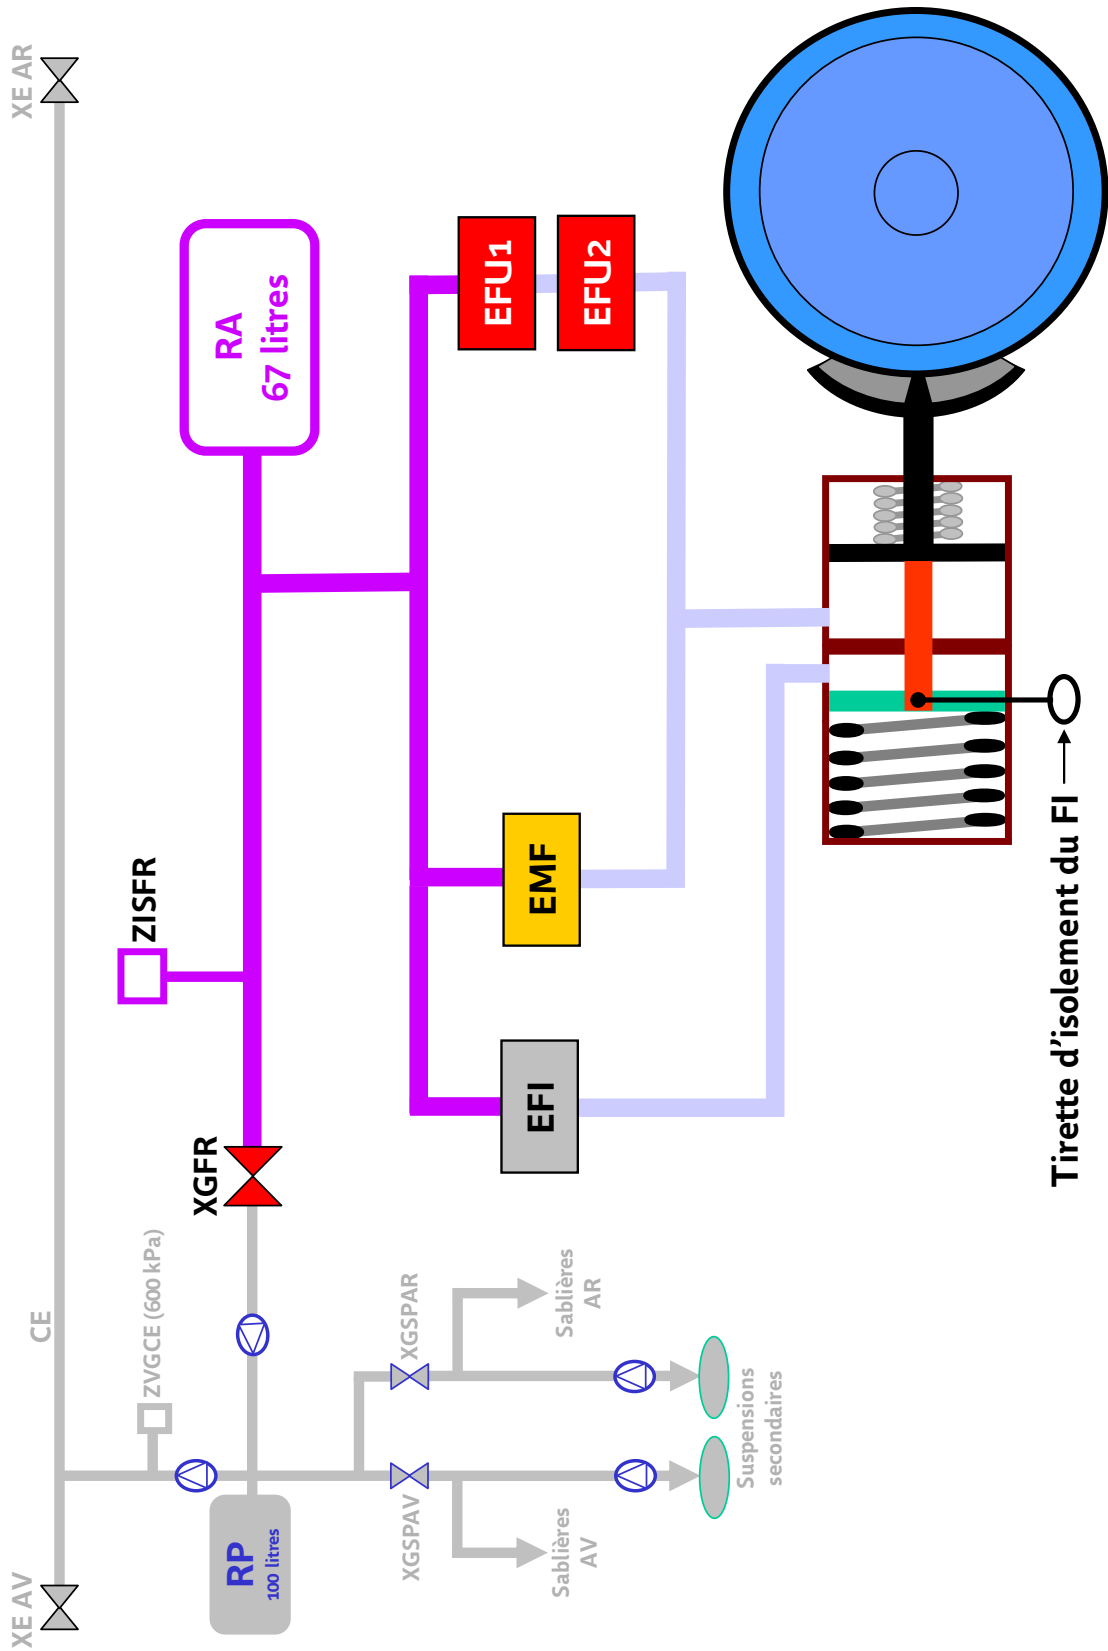 XE AV
CE
XE AR
ZVGCE (600 kPa)
ZISFR
XGFR
RA
67 litres
RP
100 litres
XGSPAV
XGSPAR
EFI
EMF
EFU1
EFU2
Sablières
AV
Sablières
AR
Suspensions
secondaires
Tirette d’isolement du FI